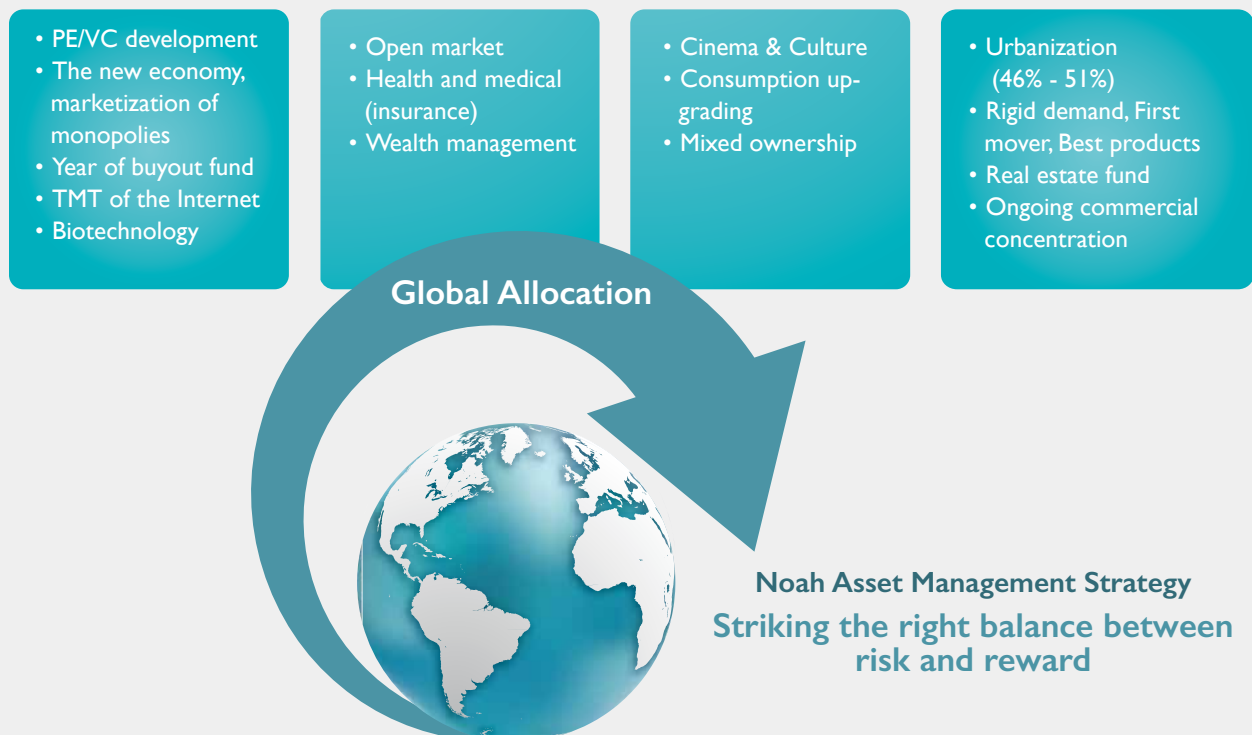 • PE/VC development
• The new economy,
marketization of
monopolies
• Year of buyout fund
• TMT of the Internet
• Biotechnology
• Open market
• Health and medical
(insurance)
• Wealth management
• Cinema & Culture
• Consumption up-
grading
• Mixed ownership
• Urbanization
(46% - 51%)
• Rigid demand, First
mover, Best products
• Real estate fund
• Ongoing commercial
concentration
Global Allocation
Noah Asset Management Strategy
Striking the right balance between
risk and reward